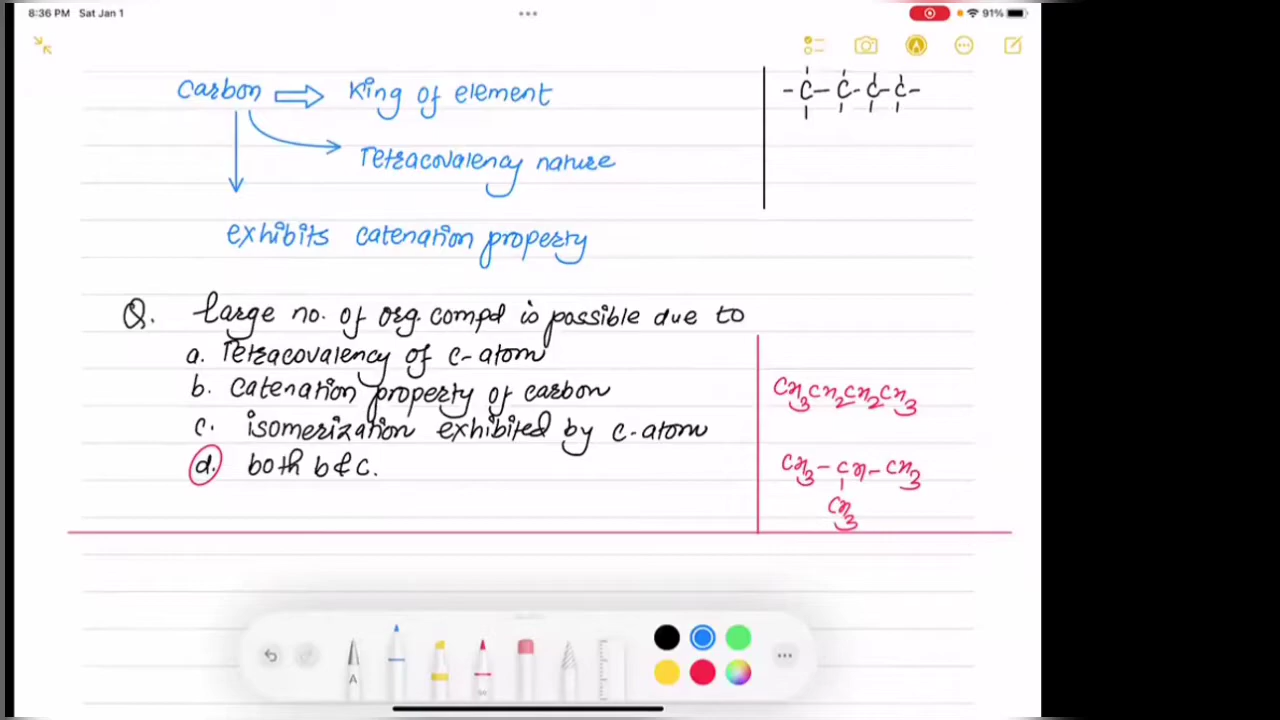 8:36 PM Sat Jan 1
91%
Carbon ⇒ King of element
- C - C - C - C -
Tetracovalency nature
exhibits catenation property
Q. large no. of org compd is possible due to
a. Tetracovalency of C-atom
b. Catenation property of carbon
c. isomerization exhibited by c-atom
d. both b & c.
CH3CH2CH2CH3
CH3 - CH - CH3
CH3
A
50